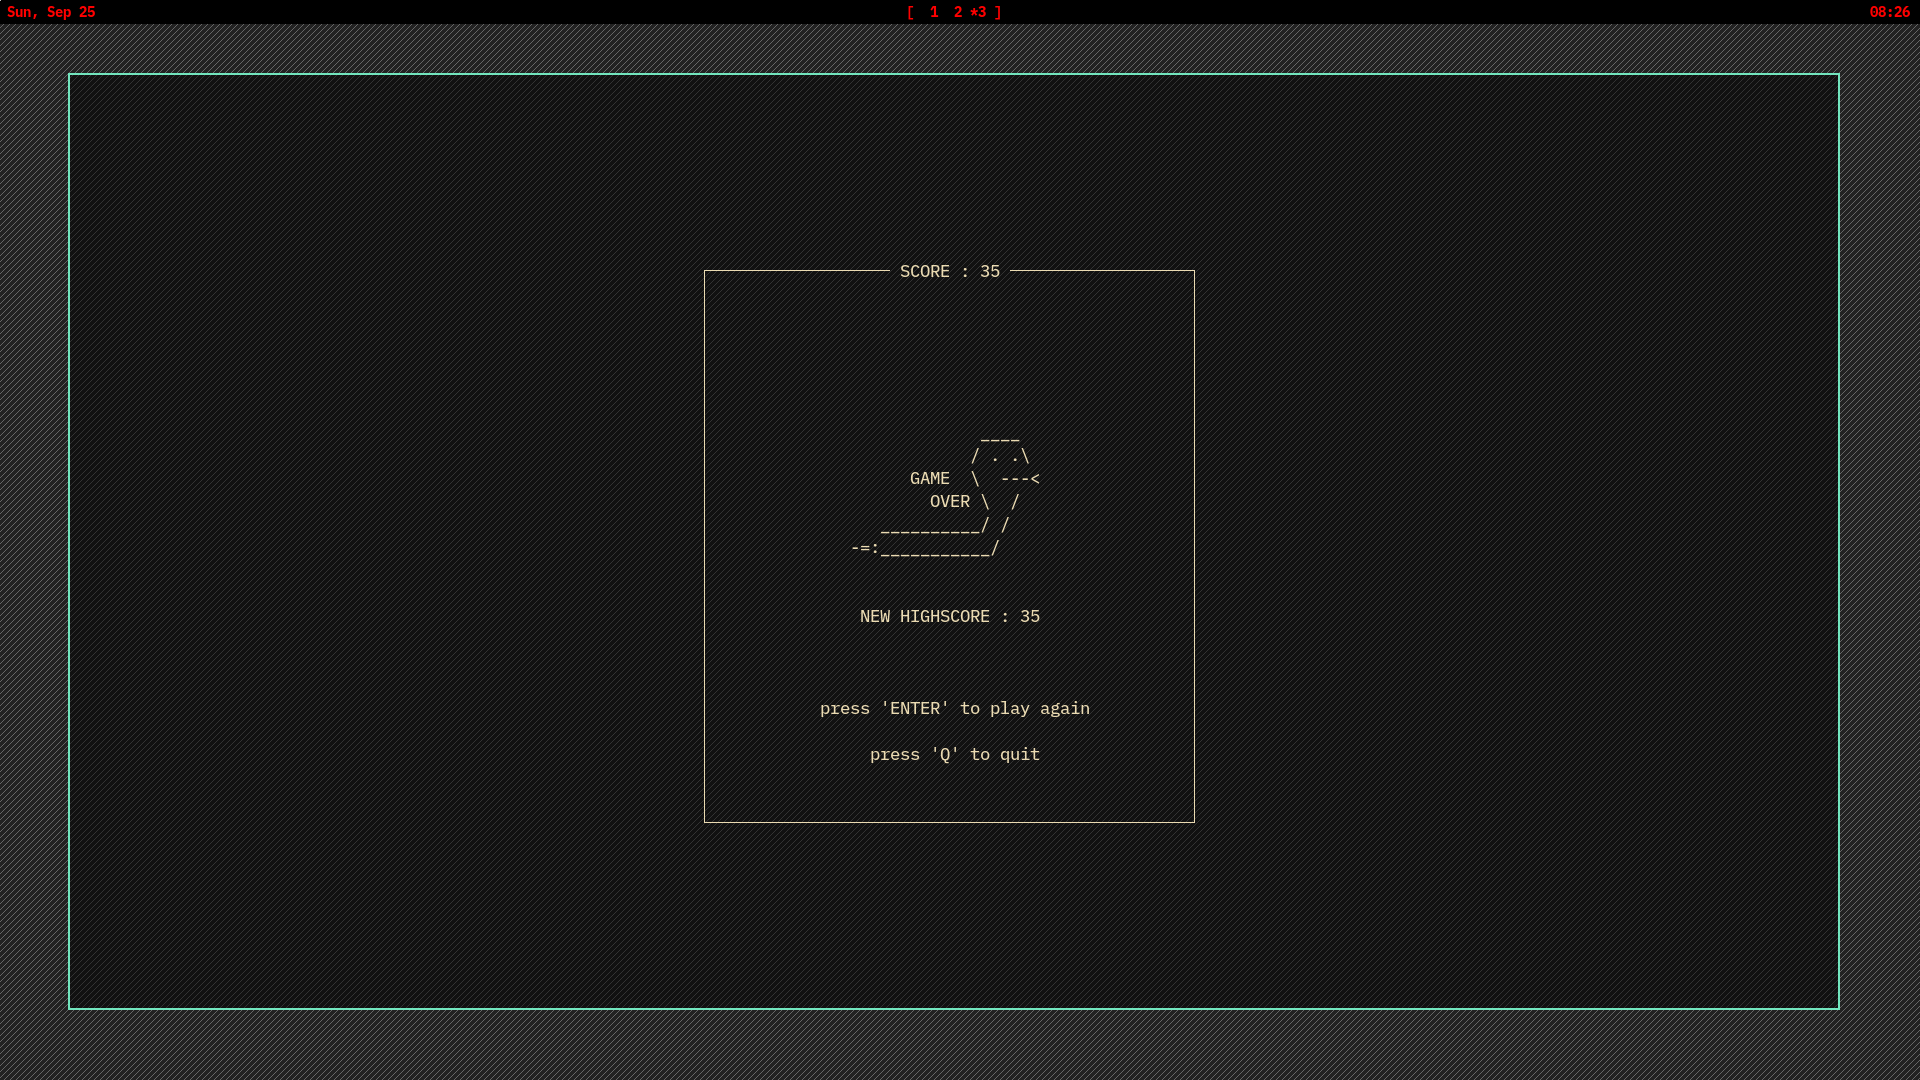 Sun, Sep 25 [  1  2 *3 ] 08:26
SCORE : 35
             ____
            / . .\
      GAME  \  ---<
        OVER \  /
   __________/ /
-=:___________/
NEW HIGHSCORE : 35
press 'ENTER' to play again
press 'Q' to quit